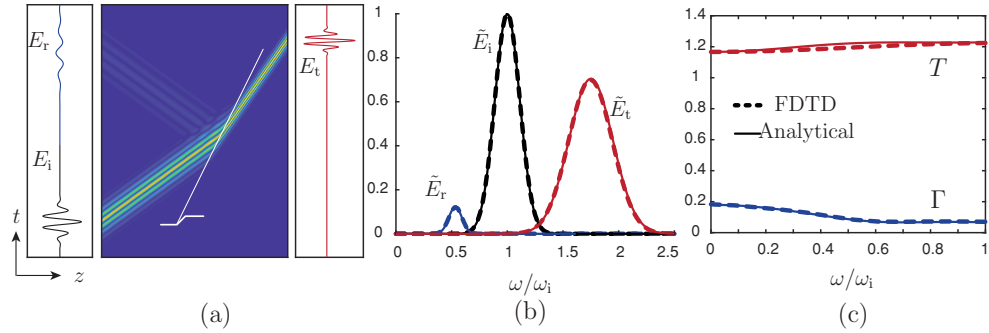 E_r
E_i
t
z
E_t
(a)
1
0.8
0.6
0.4
0.2
0
0 0.5 1 1.5 2 2.5
Ẽ_i
Ẽ_t
Ẽ_r
ω/ω_i
(b)
1.4
1.2
1
0.8
0.6
0.4
0.2
0
0 0.2 0.4 0.6 0.8 1
T
FDTD
Analytical
Γ
ω/ω_i
(c)